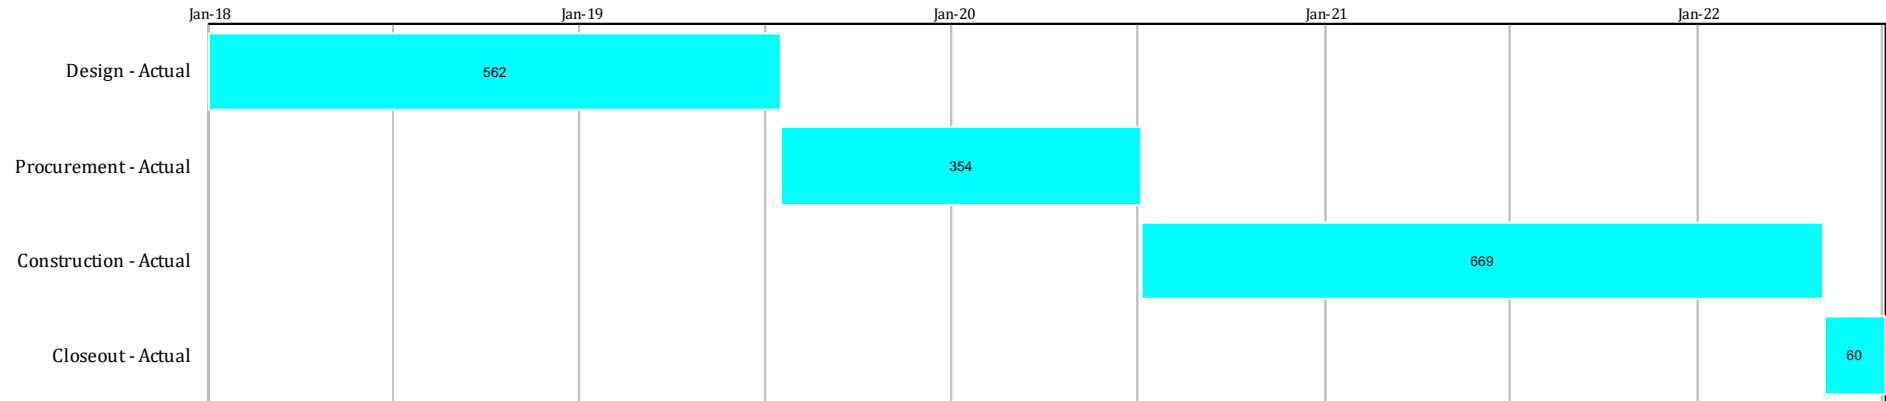 Jan-18 Jan-19 Jan-20 Jan-21 Jan-22
Design - Actual 562
Procurement - Actual 354
Construction - Actual 669
Closeout - Actual 60